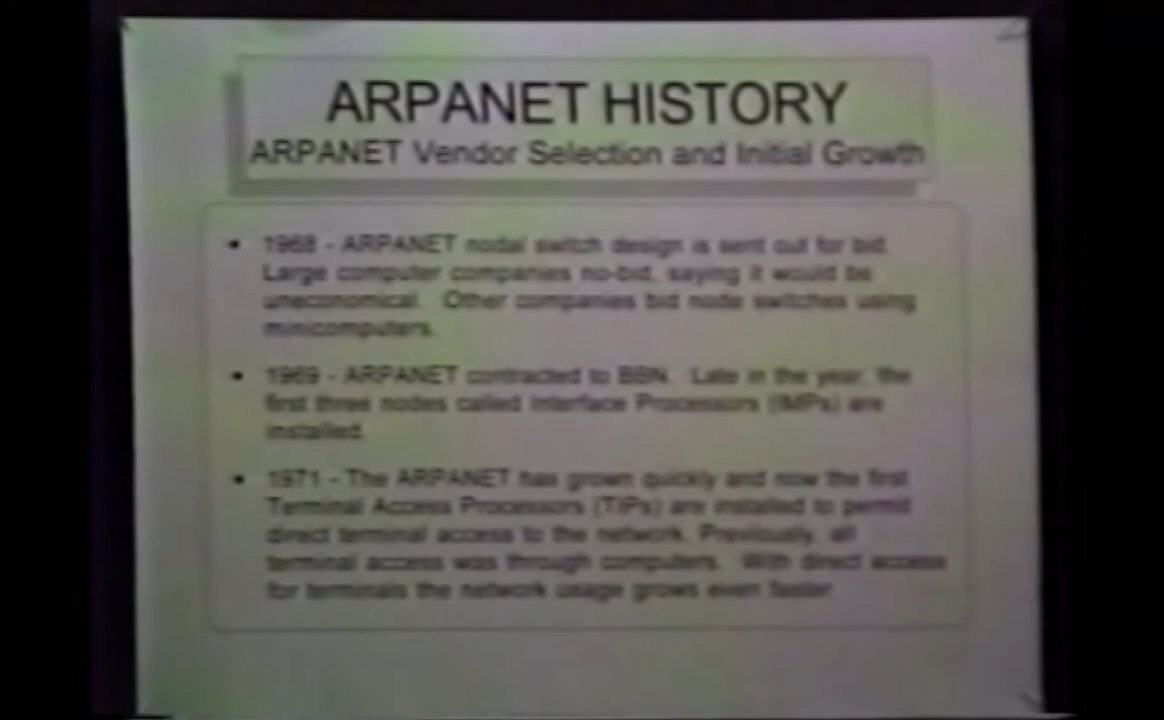 ARPANET HISTORY
ARPANET Vendor Selection and Initial Growth
• 1968 - ARPANET nodal switch design is sent out for bid.
Large computer companies no-bid, saying it would be
uneconomical. Other companies bid node switches using
minicomputers.
• 1969 - ARPANET contracted to BBN. Late in the year, the
first three nodes called Interface Processors (IMPs) are
installed.
• 1971 - The ARPANET has grown quickly and now the first
Terminal Access Processors (TIPs) are installed to permit
direct terminal access to the network. Previously, all
terminal access was through computers. With direct access
for terminals the network usage grows even faster.